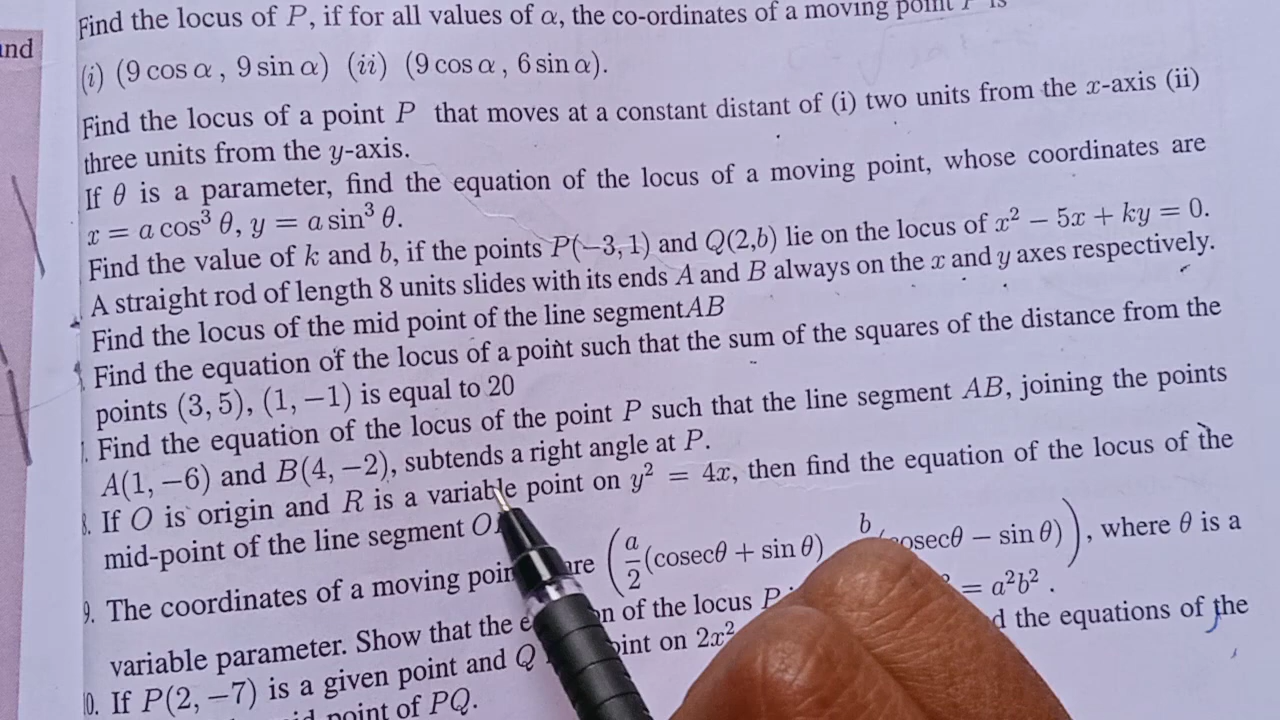 Find the locus of P, if for all values of α, the co-ordinates of a moving point P is
and
(i) (9 cos α , 9 sin α) (ii) (9 cos α , 6 sin α).
Find the locus of a point P that moves at a constant distant of (i) two units from the x-axis (ii)
three units from the y-axis.
If θ is a parameter, find the equation of the locus of a moving point, whose coordinates are
x = a cos³ θ, y = a sin³ θ.
Find the value of k and b, if the points P(−3, 1) and Q(2,b) lie on the locus of x² − 5x + ky = 0.
A straight rod of length 8 units slides with its ends A and B always on the x and y axes respectively.
Find the locus of the mid point of the line segmentAB
Find the equation of the locus of a point such that the sum of the squares of the distance from the
points (3, 5), (1, −1) is equal to 20
Find the equation of the locus of the point P such that the line segment AB, joining the points
A(1, −6) and B(4, −2), subtends a right angle at P.
8. If O is origin and R is a variable point on y² = 4x, then find the equation of the locus of the
mid-point of the line segment O
9. The coordinates of a moving are (a/2 (cosecθ + sin θ) b cosecθ − sin θ)), where θ is a
variable parameter. Show that the of the locus P = a²b² .
10. If P(2, −7) is a given point and Q on 2x² the equations of the
point of PQ.